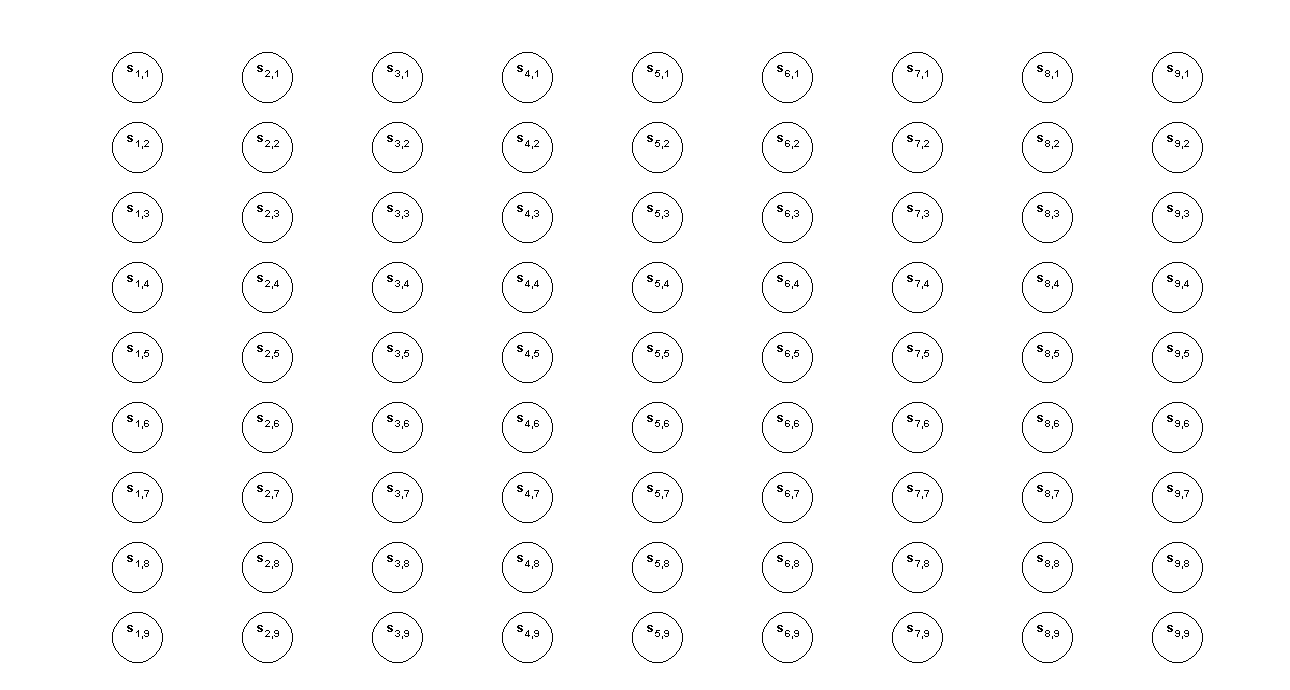 s1,1 s2,1 s3,1 s4,1 s5,1 s6,1 s7,1 s8,1 s9,1
s1,2 s2,2 s3,2 s4,2 s5,2 s6,2 s7,2 s8,2 s9,2
s1,3 s2,3 s3,3 s4,3 s5,3 s6,3 s7,3 s8,3 s9,3
s1,4 s2,4 s3,4 s4,4 s5,4 s6,4 s7,4 s8,4 s9,4
s1,5 s2,5 s3,5 s4,5 s5,5 s6,5 s7,5 s8,5 s9,5
s1,6 s2,6 s3,6 s4,6 s5,6 s6,6 s7,6 s8,6 s9,6
s1,7 s2,7 s3,7 s4,7 s5,7 s6,7 s7,7 s8,7 s9,7
s1,8 s2,8 s3,8 s4,8 s5,8 s6,8 s7,8 s8,8 s9,8
s1,9 s2,9 s3,9 s4,9 s5,9 s6,9 s7,9 s8,9 s9,9